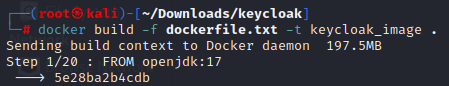 ┌──(root㉿kali)-[~/Downloads/keycloak]
└─# docker build -f dockerfile.txt -t keycloak_image .
Sending build context to Docker daemon  197.5MB
Step 1/20 : FROM openjdk:17
 ---> 5e28ba2b4cdb